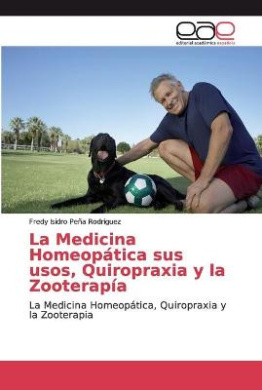 eae
editorial académica española
Fredy Isidro Peña Rodriguez
La Medicina
Homeopática sus
usos, Quiropraxia y la
Zooterapía
La Medicina Homeopática, Quiropraxia y
la Zooterapia